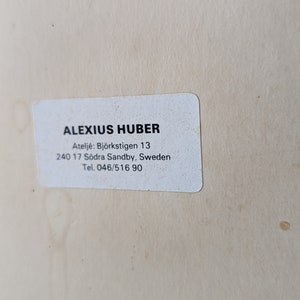 ALEXIUS HUBER
Ateljé: Björkstigen 13
240 17 Södra Sandby, Sweden
Tel. 046/516 90